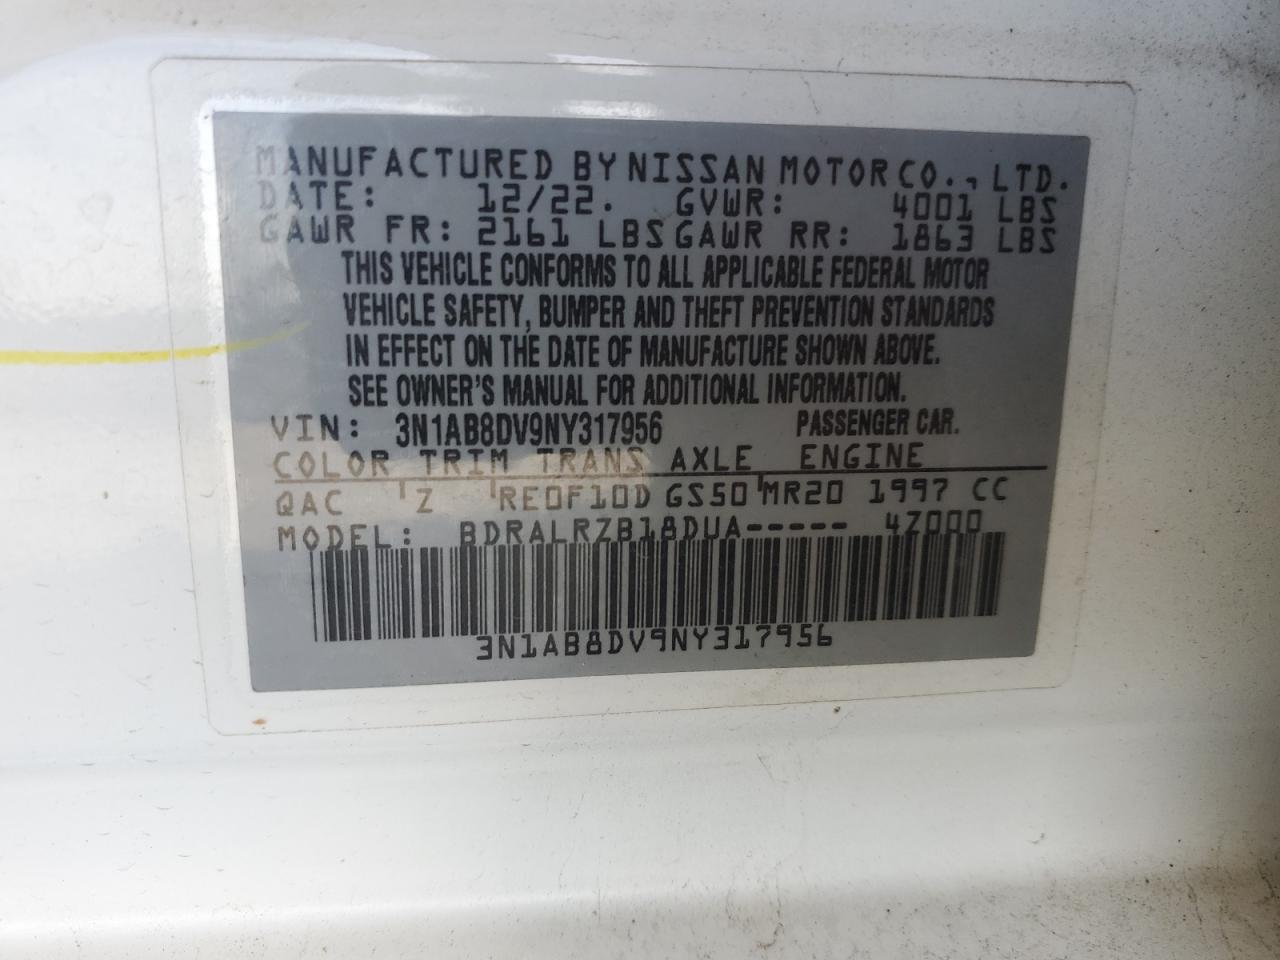 MANUFACTURED BY NISSAN MOTOR CO., LTD.
DATE: 12/22. GVWR: 4001 LBS
GAWR FR: 2161 LBS GAWR RR: 1863 LBS
THIS VEHICLE CONFORMS TO ALL APPLICABLE FEDERAL MOTOR
VEHICLE SAFETY, BUMPER AND THEFT PREVENTION STANDARDS
IN EFFECT ON THE DATE OF MANUFACTURE SHOWN ABOVE.
SEE OWNER'S MANUAL FOR ADDITIONAL INFORMATION.
VIN: 3N1AB8DV9NY317956 PASSENGER CAR.
COLOR TRIM TRANS AXLE ENGINE
QAC Z RE0F10D GS50 MR20 1997 CC
MODEL: BDRALRZB18DUA----- 4Z000
3N1AB8DV9NY317956